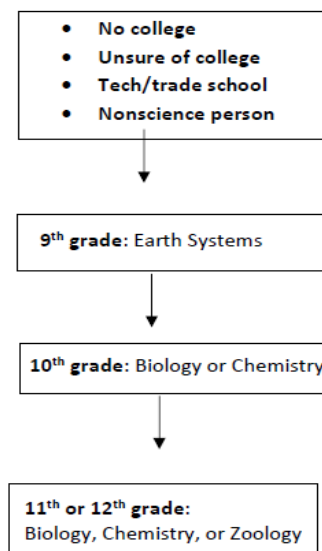 • No college
• Unsure of college
• Tech/trade school
• Nonscience person
9th grade: Earth Systems
10th grade: Biology or Chemistry
11th or 12th grade:
Biology, Chemistry, or Zoology